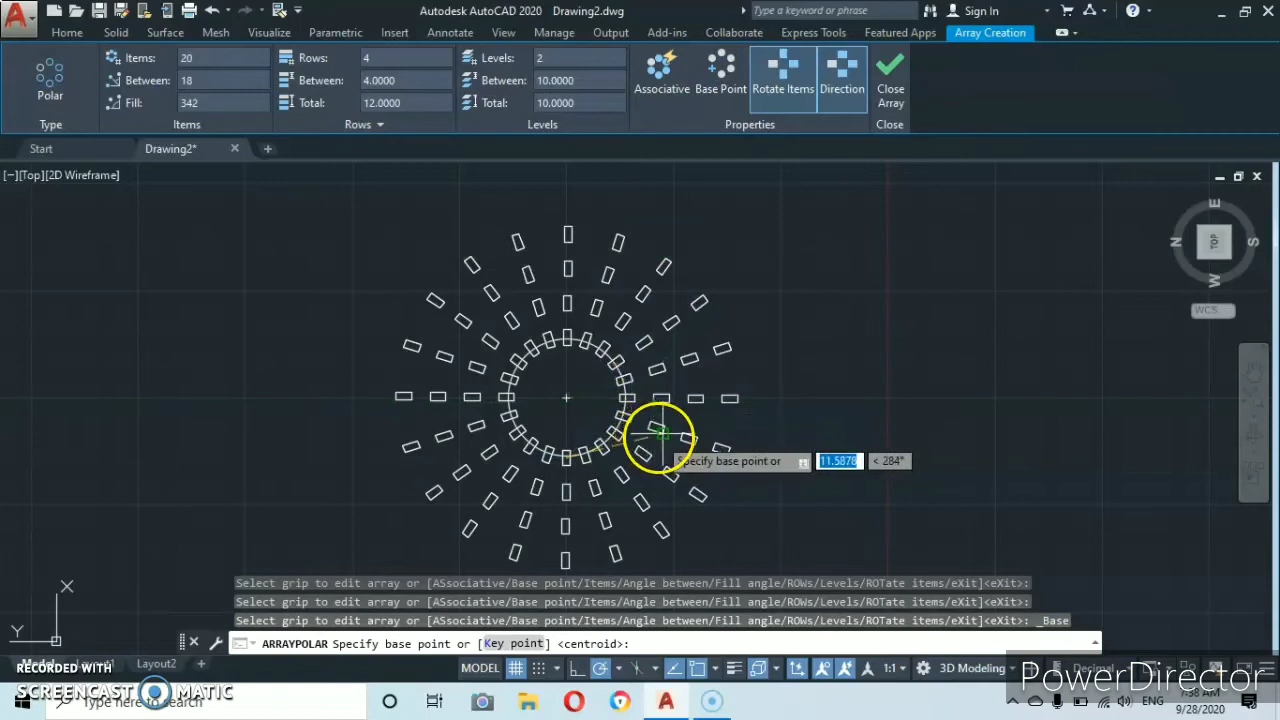 Autodesk AutoCAD 2020 Drawing2.dwg
Type a keyword or phrase
Sign In
Home Solid Surface Mesh Visualize Parametric Insert Annotate View Manage Output Add-ins Collaborate Express Tools Featured Apps Array Creation
Items: 20 Rows: 4 Levels: 2
Between: 18 Between: 4.0000 Between: 10.0000
Fill: 342 Total: 12.0000 Total: 10.0000
Polar
Associative Base Point Rotate Items Direction Close Array
Type Items Rows Levels Properties Close
Start Drawing2*
[−][Top][2D Wireframe]
E
N TOP S
W
WCS
Specify base point or 11.5878 < 284°
X
Y
Select grip to edit array or [ASsociative/Base point/Items/Angle between/Fill angle/ROWs/Levels/ROTate items/eXit]<eXit>:
Select grip to edit array or [ASsociative/Base point/Items/Angle between/Fill angle/ROWs/Levels/ROTate items/eXit]<eXit>:
Select grip to edit array or [ASsociative/Base point/Items/Angle between/Fill angle/ROWs/Levels/ROTate items/eXit]<eXit>: _Base
ARRAYPOLAR Specify base point or [Key point] <centroid>:
Layout2
MODEL 1:1 3D Modeling Decimal
RECORDED WITH
SCREENCAST MATIC
Type here to search
PowerDirector
ENG
7:38 AM
9/28/2020